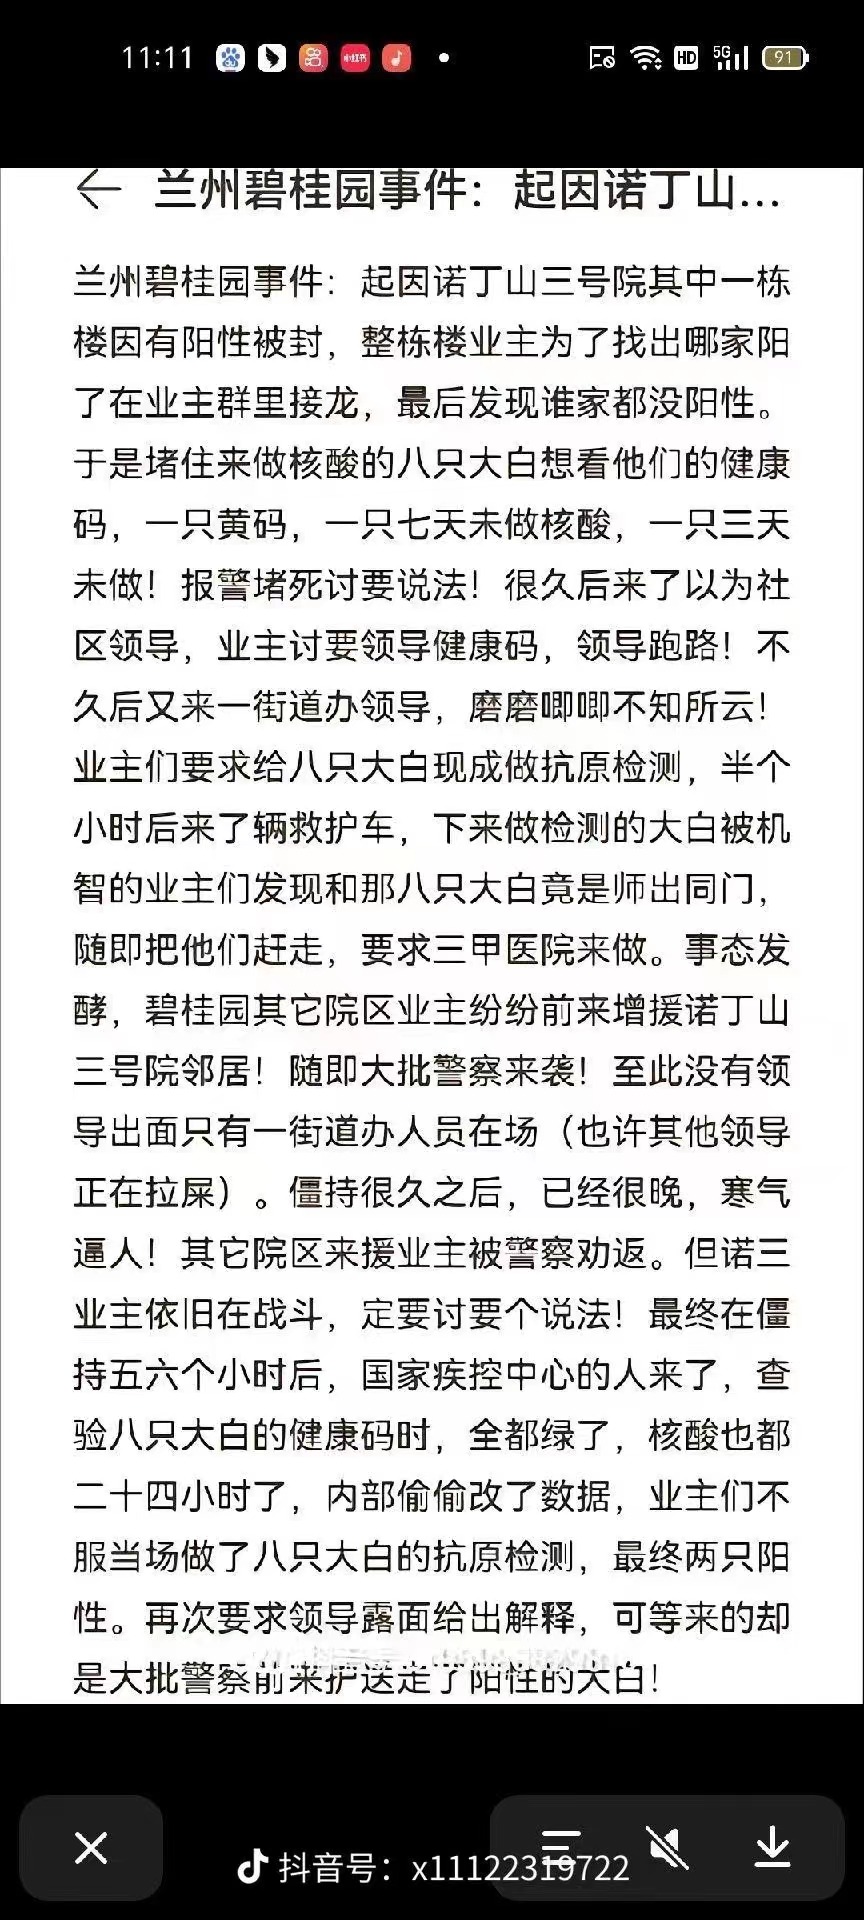 11:11
小红书
HD
5G
91
兰州碧桂园事件：起因诺丁山...
兰州碧桂园事件：起因诺丁山三号院其中一栋
楼因有阳性被封，整栋楼业主为了找出哪家阳
了在业主群里接龙，最后发现谁家都没阳性。
于是堵住来做核酸的八只大白想看他们的健康
码，一只黄码，一只七天未做核酸，一只三天
未做！报警堵死讨要说法！很久后来了以为社
区领导，业主讨要领导健康码，领导跑路！不
久后又来一街道办领导，磨磨唧唧不知所云！
业主们要求给八只大白现成做抗原检测，半个
小时后来了辆救护车，下来做检测的大白被机
智的业主们发现和那八只大白竟是师出同门，
随即把他们赶走，要求三甲医院来做。事态发
酵，碧桂园其它院区业主纷纷前来增援诺丁山
三号院邻居！随即大批警察来袭！至此没有领
导出面只有一街道办人员在场（也许其他领导
正在拉屎）。僵持很久之后，已经很晚，寒气
逼人！其它院区来援业主被警察劝返。但诺三
业主依旧在战斗，定要讨要个说法！最终在僵
持五六个小时后，国家疾控中心的人来了，查
验八只大白的健康码时，全都绿了，核酸也都
二十四小时了，内部偷偷改了数据，业主们不
服当场做了八只大白的抗原检测，最终两只阳
性。再次要求领导露面给出解释，可等来的却
是大批警察前来护送走了阳性的大白！
抖音号：x11122319722